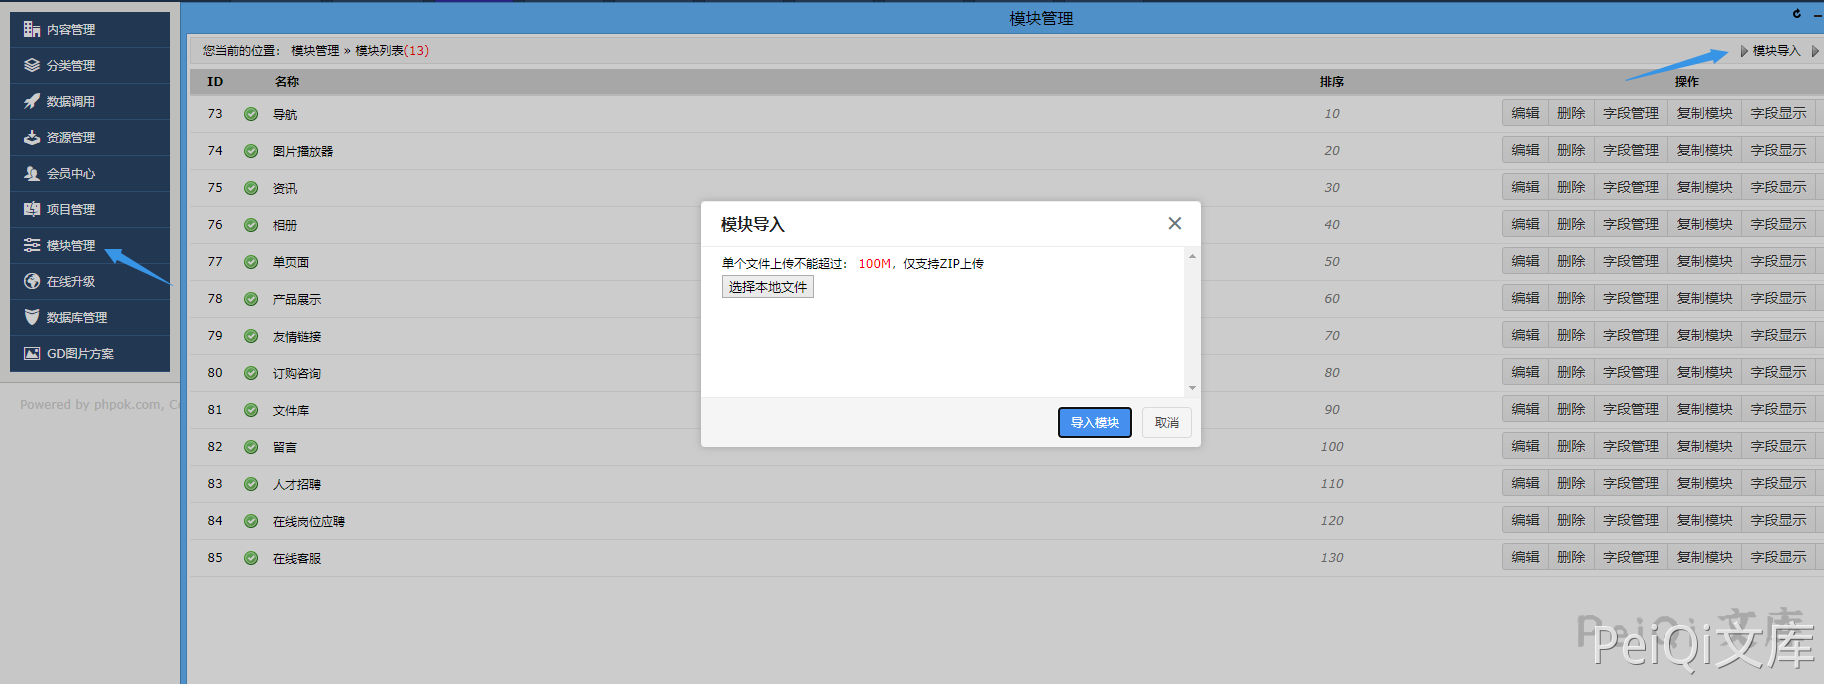 模块管理
内容管理
分类管理
数据调用
资源管理
会员中心
项目管理
模块管理
在线升级
数据库管理
GD图片方案
Powered by phpok.com, C
您当前的位置： 模块管理 » 模块列表(13)
模块导入
ID 名称 排序 操作
73 导航 10 编辑 删除 字段管理 复制模块 字段显示
74 图片播放器 20 编辑 删除 字段管理 复制模块 字段显示
75 资讯 30 编辑 删除 字段管理 复制模块 字段显示
76 相册 40 编辑 删除 字段管理 复制模块 字段显示
77 单页面 50 编辑 删除 字段管理 复制模块 字段显示
78 产品展示 60 编辑 删除 字段管理 复制模块 字段显示
79 友情链接 70 编辑 删除 字段管理 复制模块 字段显示
80 订购咨询 80 编辑 删除 字段管理 复制模块 字段显示
81 文件库 90 编辑 删除 字段管理 复制模块 字段显示
82 留言 100 编辑 删除 字段管理 复制模块 字段显示
83 人才招聘 110 编辑 删除 字段管理 复制模块 字段显示
84 在线岗位应聘 120 编辑 删除 字段管理 复制模块 字段显示
85 在线客服 130 编辑 删除 字段管理 复制模块 字段显示
模块导入
单个文件上传不能超过： 100M，仅支持ZIP上传
选择本地文件
导入模块 取消
PeiQi文库
PeiQi文库